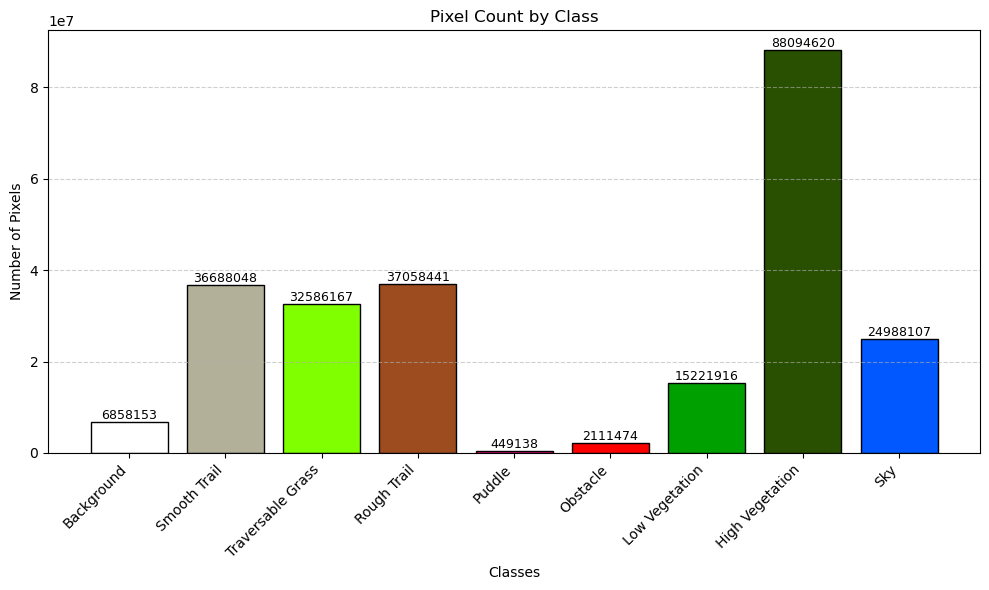 Pixel Count by Class
1e7
Number of Pixels
8
6
4
2
0
6858153
36688048
32586167
37058441
449138
2111474
15221916
88094620
24988107
Background
Smooth Trail
Traversable Grass
Rough Trail
Puddle
Obstacle
Low Vegetation
High Vegetation
Sky
Classes